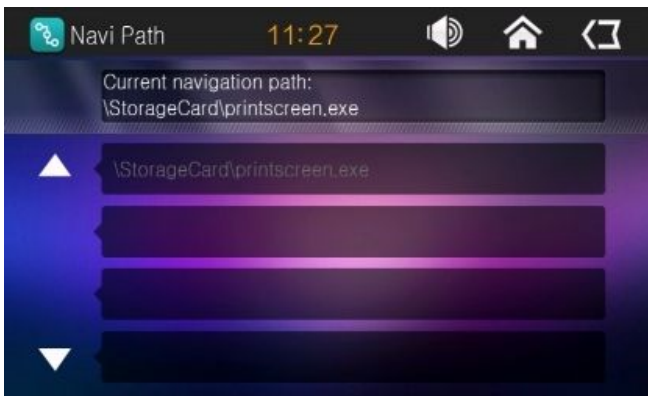 Navi Path 11:27
Current navigation path:
\StorageCard\printscreen.exe
\StorageCard\printscreen.exe